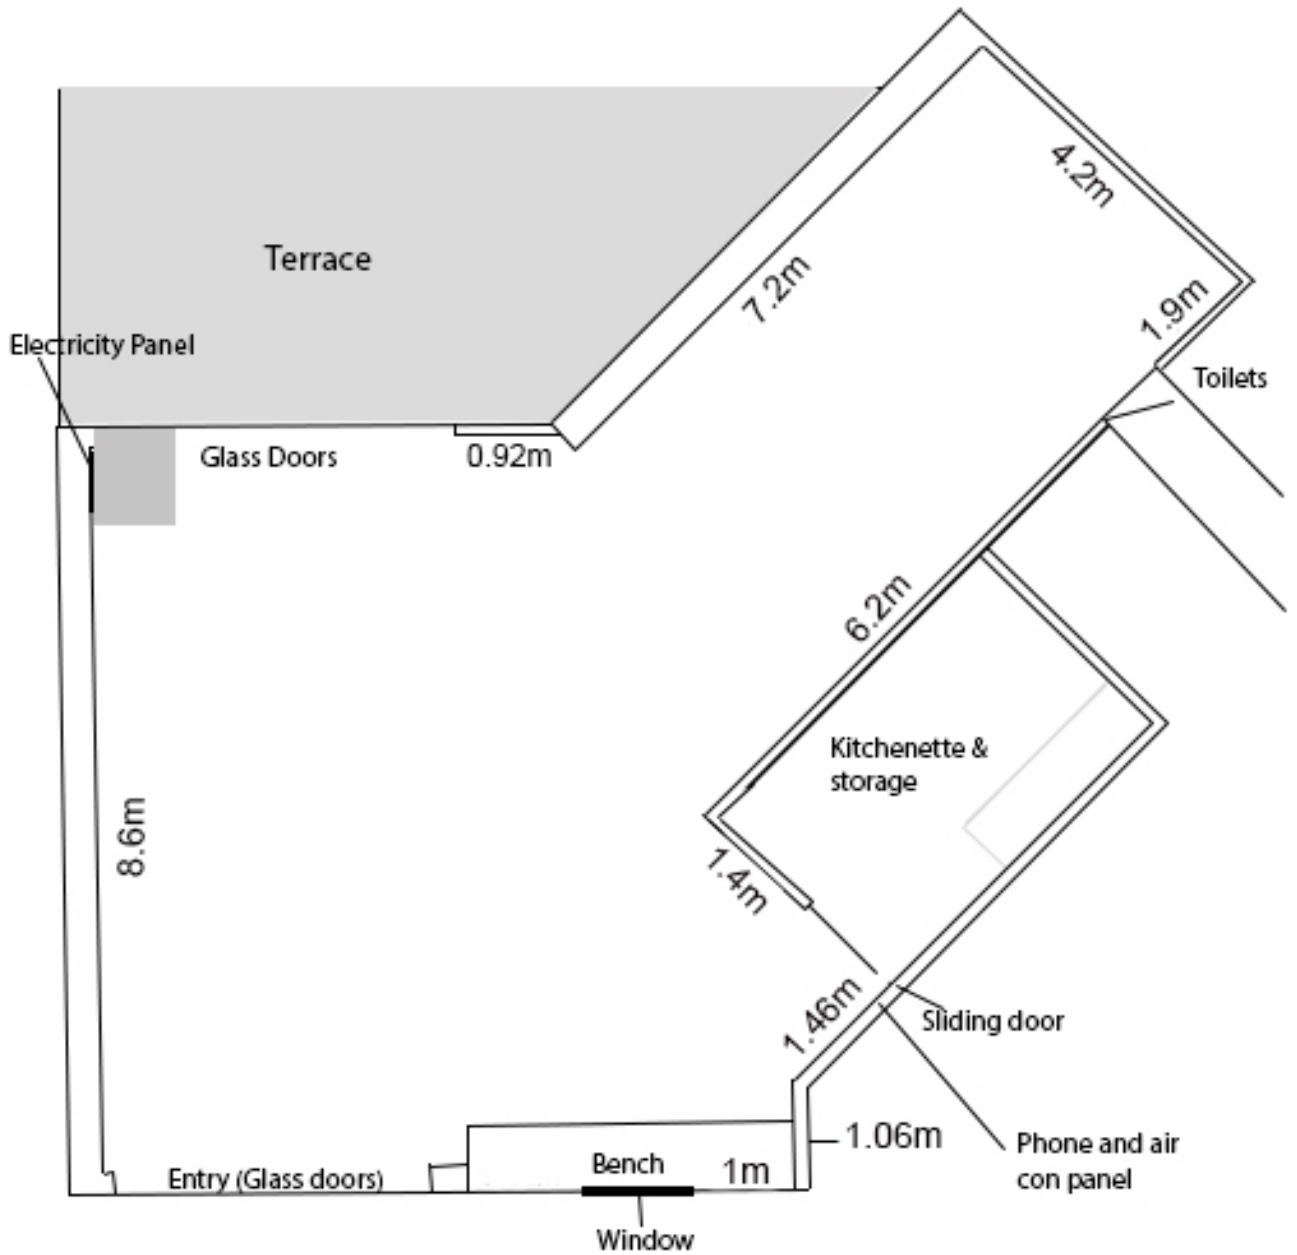 4.2m
7.2m
1.9m
Terrace
Electricity Panel
Toilets
Glass Doors
0.92m
6.2m
Kitchenette &
storage
8.6m
1.4m
1.46m
Sliding door
1.06m
Phone and air
con panel
Entry (Glass doors)
Bench
1m
Window